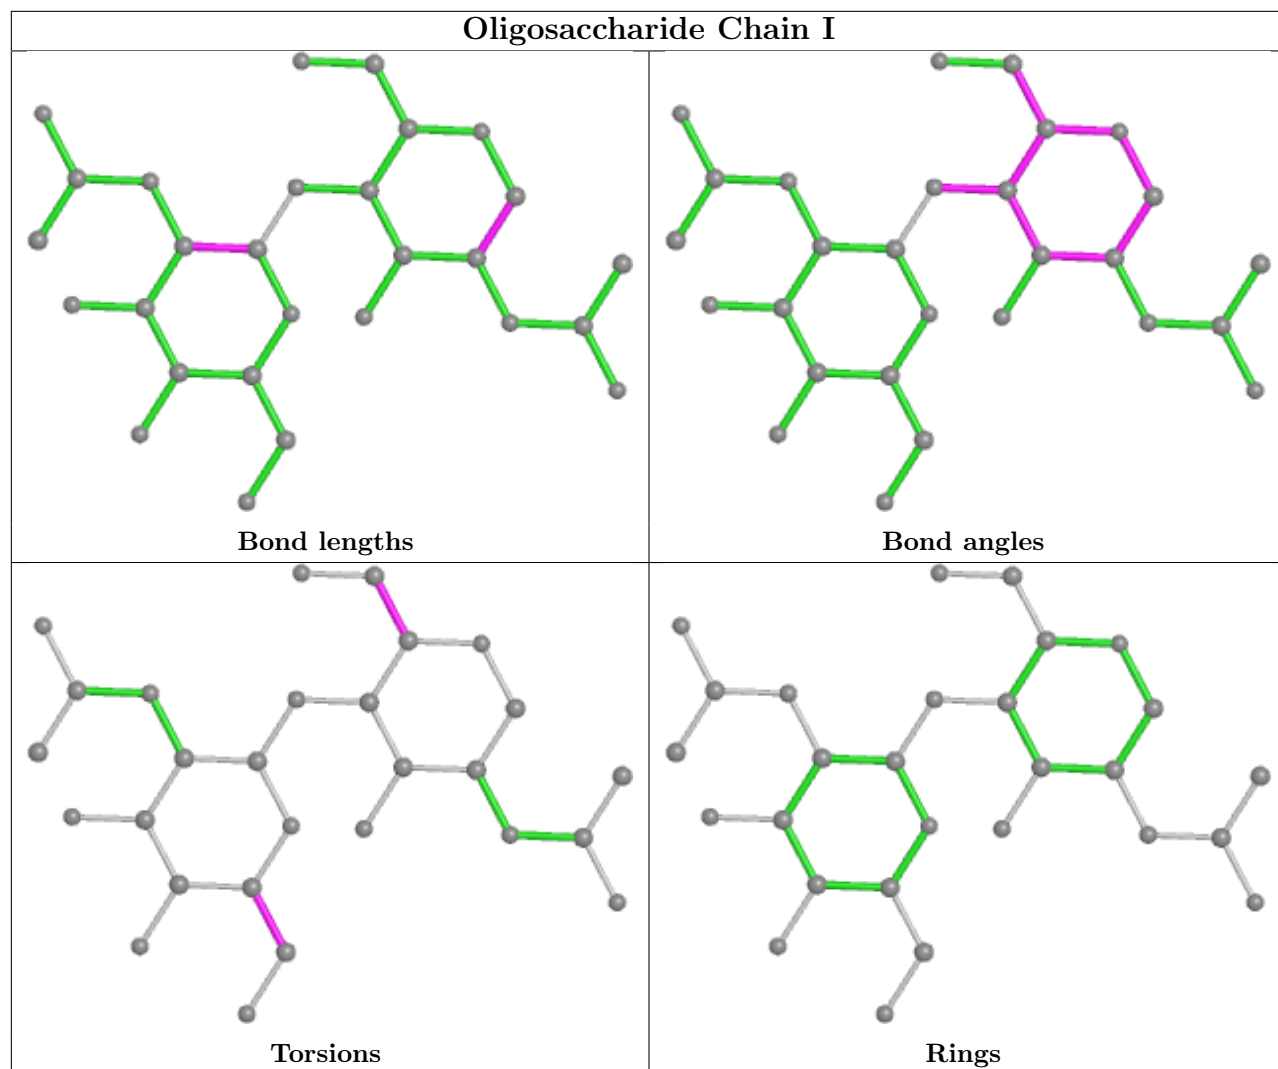 Oligosaccharide Chain I
Bond lengths
Bond angles
Torsions
Rings